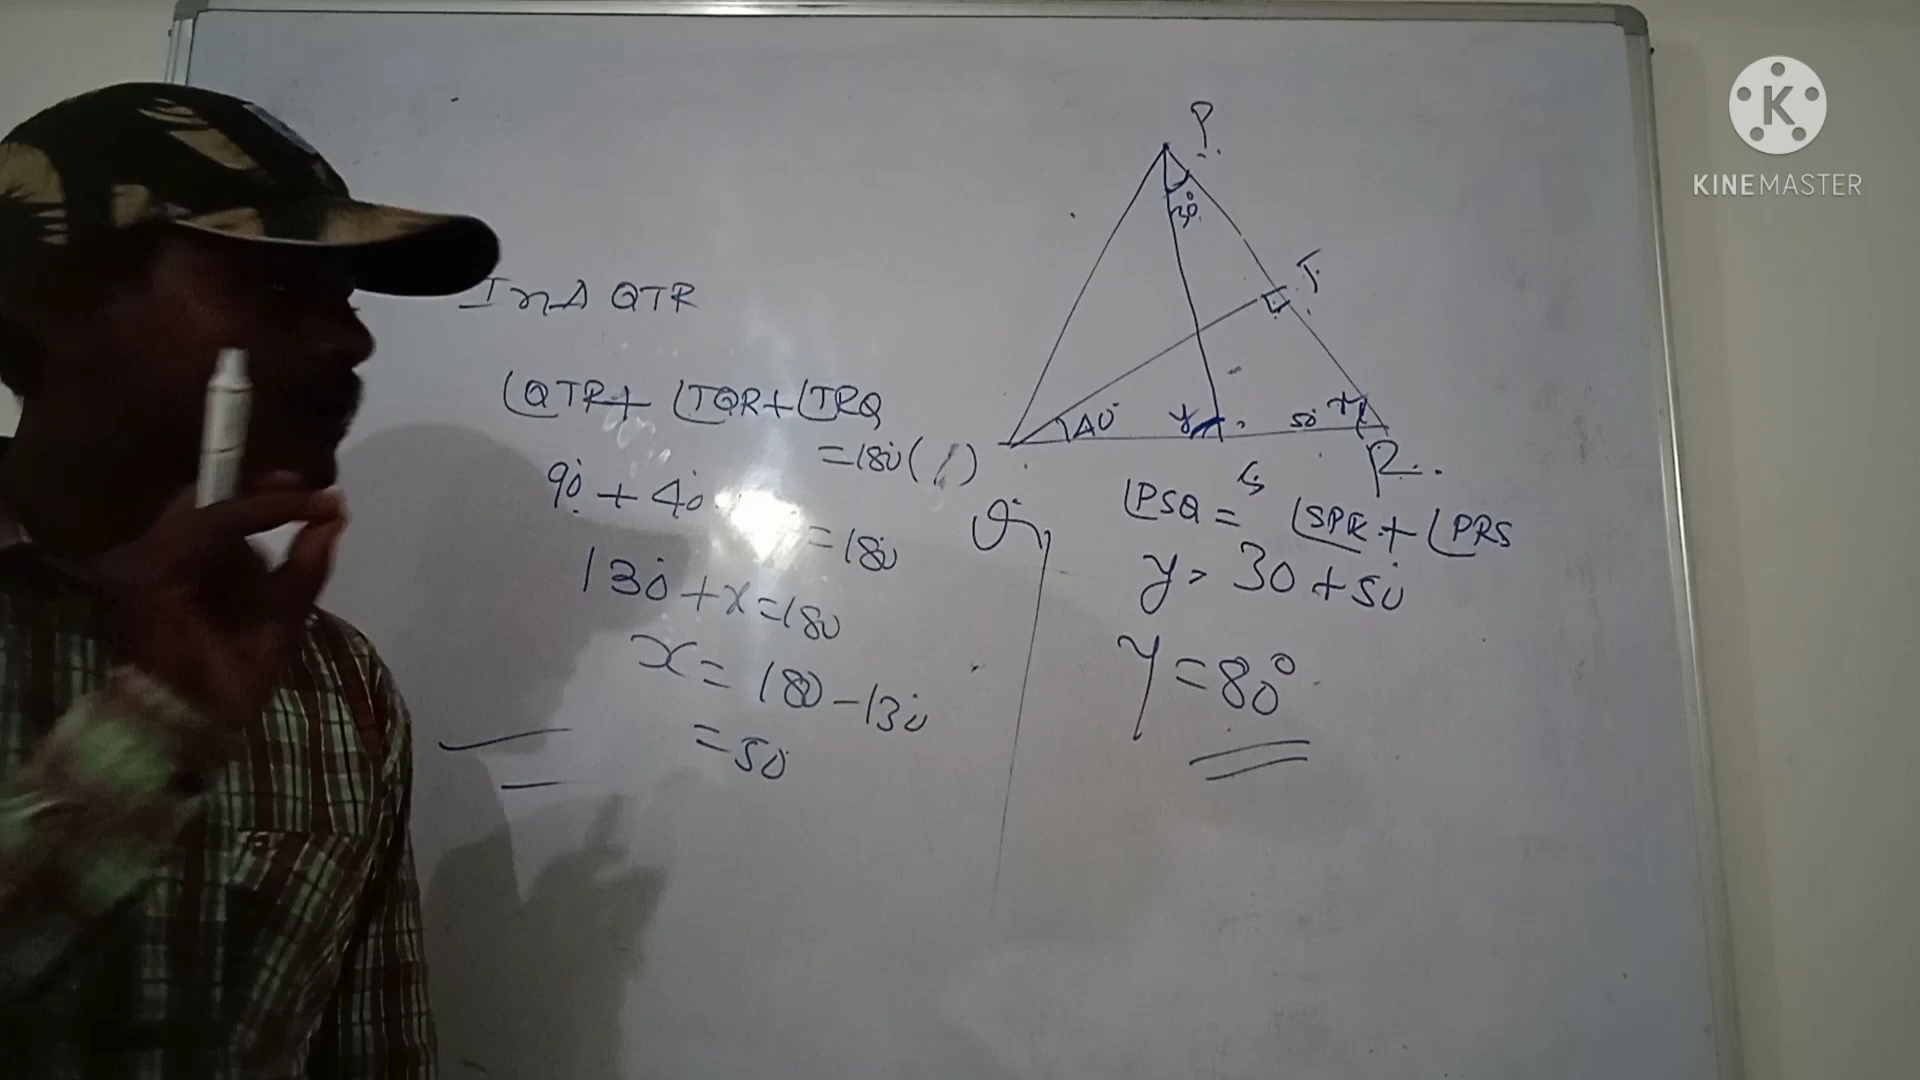 In Δ QTR
∠QTR + ∠TQR + ∠TRQ
= 180° ( )
90° + 40° = 180°
130° + x = 180
x = 180 - 130°
= 50°
P
30°
T
40°
y
50°
x
S
R
∠PSQ = ∠SPR + ∠PRS
y = 30 + 50°
y = 80°
K
KINEMASTER